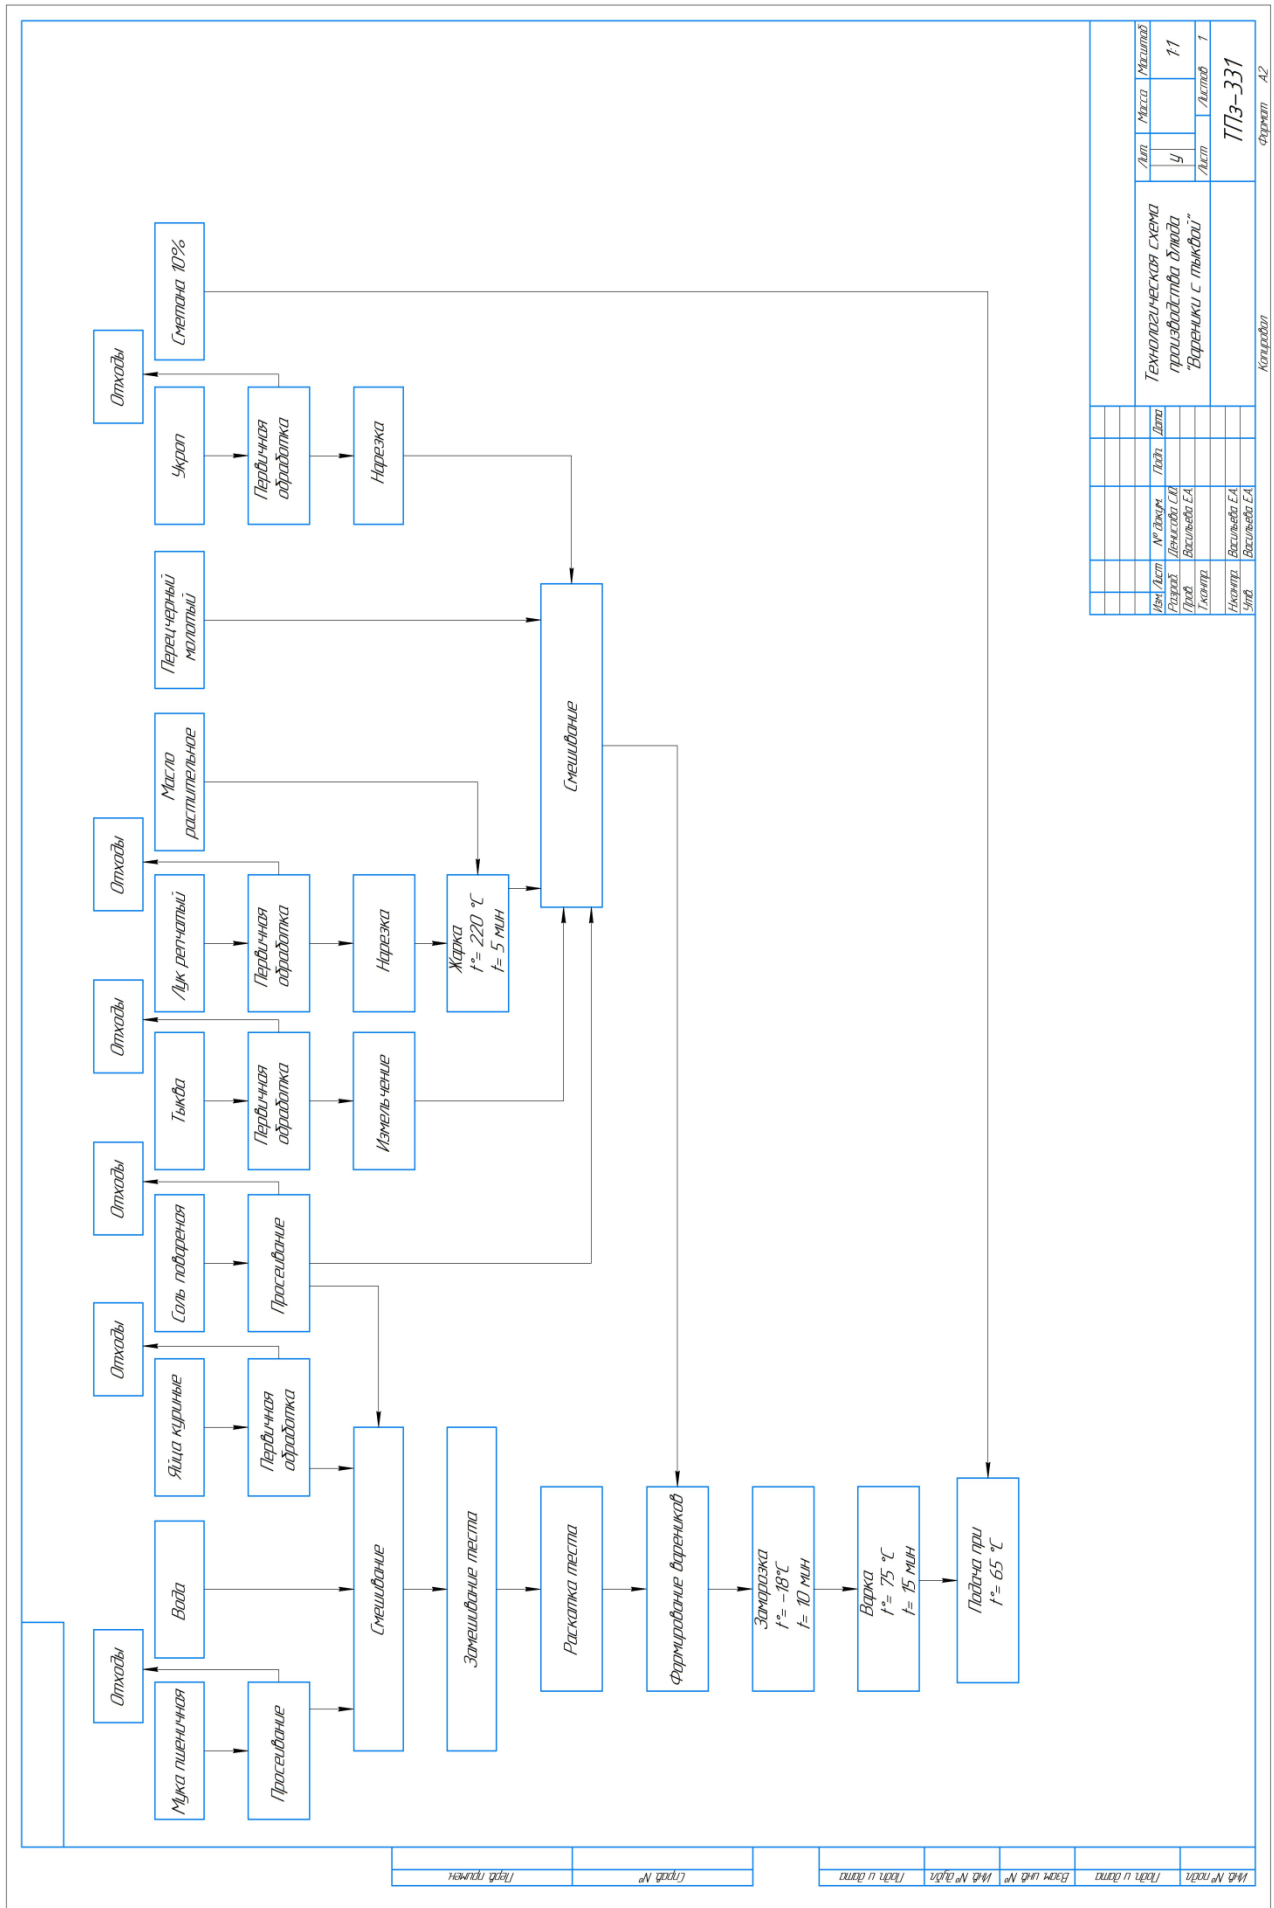 Отходы
Отходы
Отходы
Отходы
Отходы
Отходы
Мука пшеничная
Вода
Яйца куриные
Соль повареная
Тыква
Лук репчатый
Масло
растительное
Перец черный
молотый
Укроп
Сметана 10%
Просеивание
Первичная
обработка
Просеивание
Первичная
обработка
Первичная
обработка
Первичная
обработка
Смешивание
Измельчение
Нарезка
Нарезка
Замешивание теста
Жарка
t°= 220 °C
t= 5 мин
Раскатка теста
Смешивание
Формирование вареников
Заморозка
t°= -18°C
t= 10 мин
Варка
t°= 75 °C
t= 15 мин
Подача при
t°= 65 °C
Перв. примен.
Справ. №
Подп. и дата
Инв. № дубл.
Взам. инв. №
Подп. и дата
Инв. № подл.
Изм. Лист № докум. Подп. Дата
Разраб. Денисова С.Ю.
Пров. Васильева Е.А.
Т.контр.
Н.контр. Васильева Е.А.
Утв. Васильева Е.А.
Технологическая схема
производства блюда
"Вареники с тыквой"
Лит. Масса Масштаб
у 1:1
Лист Листов 1
ТПз-331
Копировал Формат А2